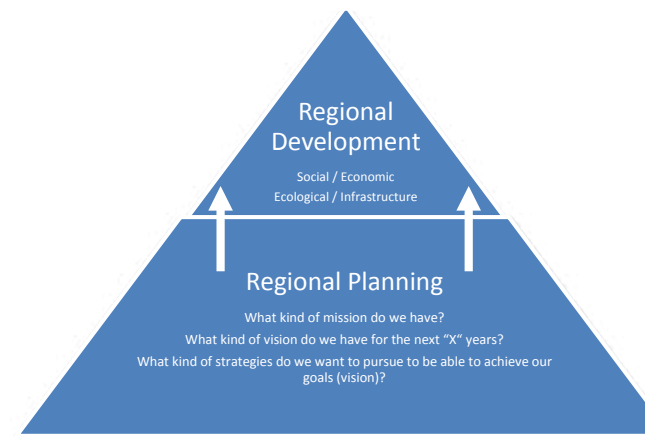 Regional
Development
Social / Economic
Ecological / Infrastructure
Regional Planning
What kind of mission do we have?
What kind of vision do we have for the next “X“ years?
What kind of strategies do we want to pursue to be able to achieve our
goals (vision)?